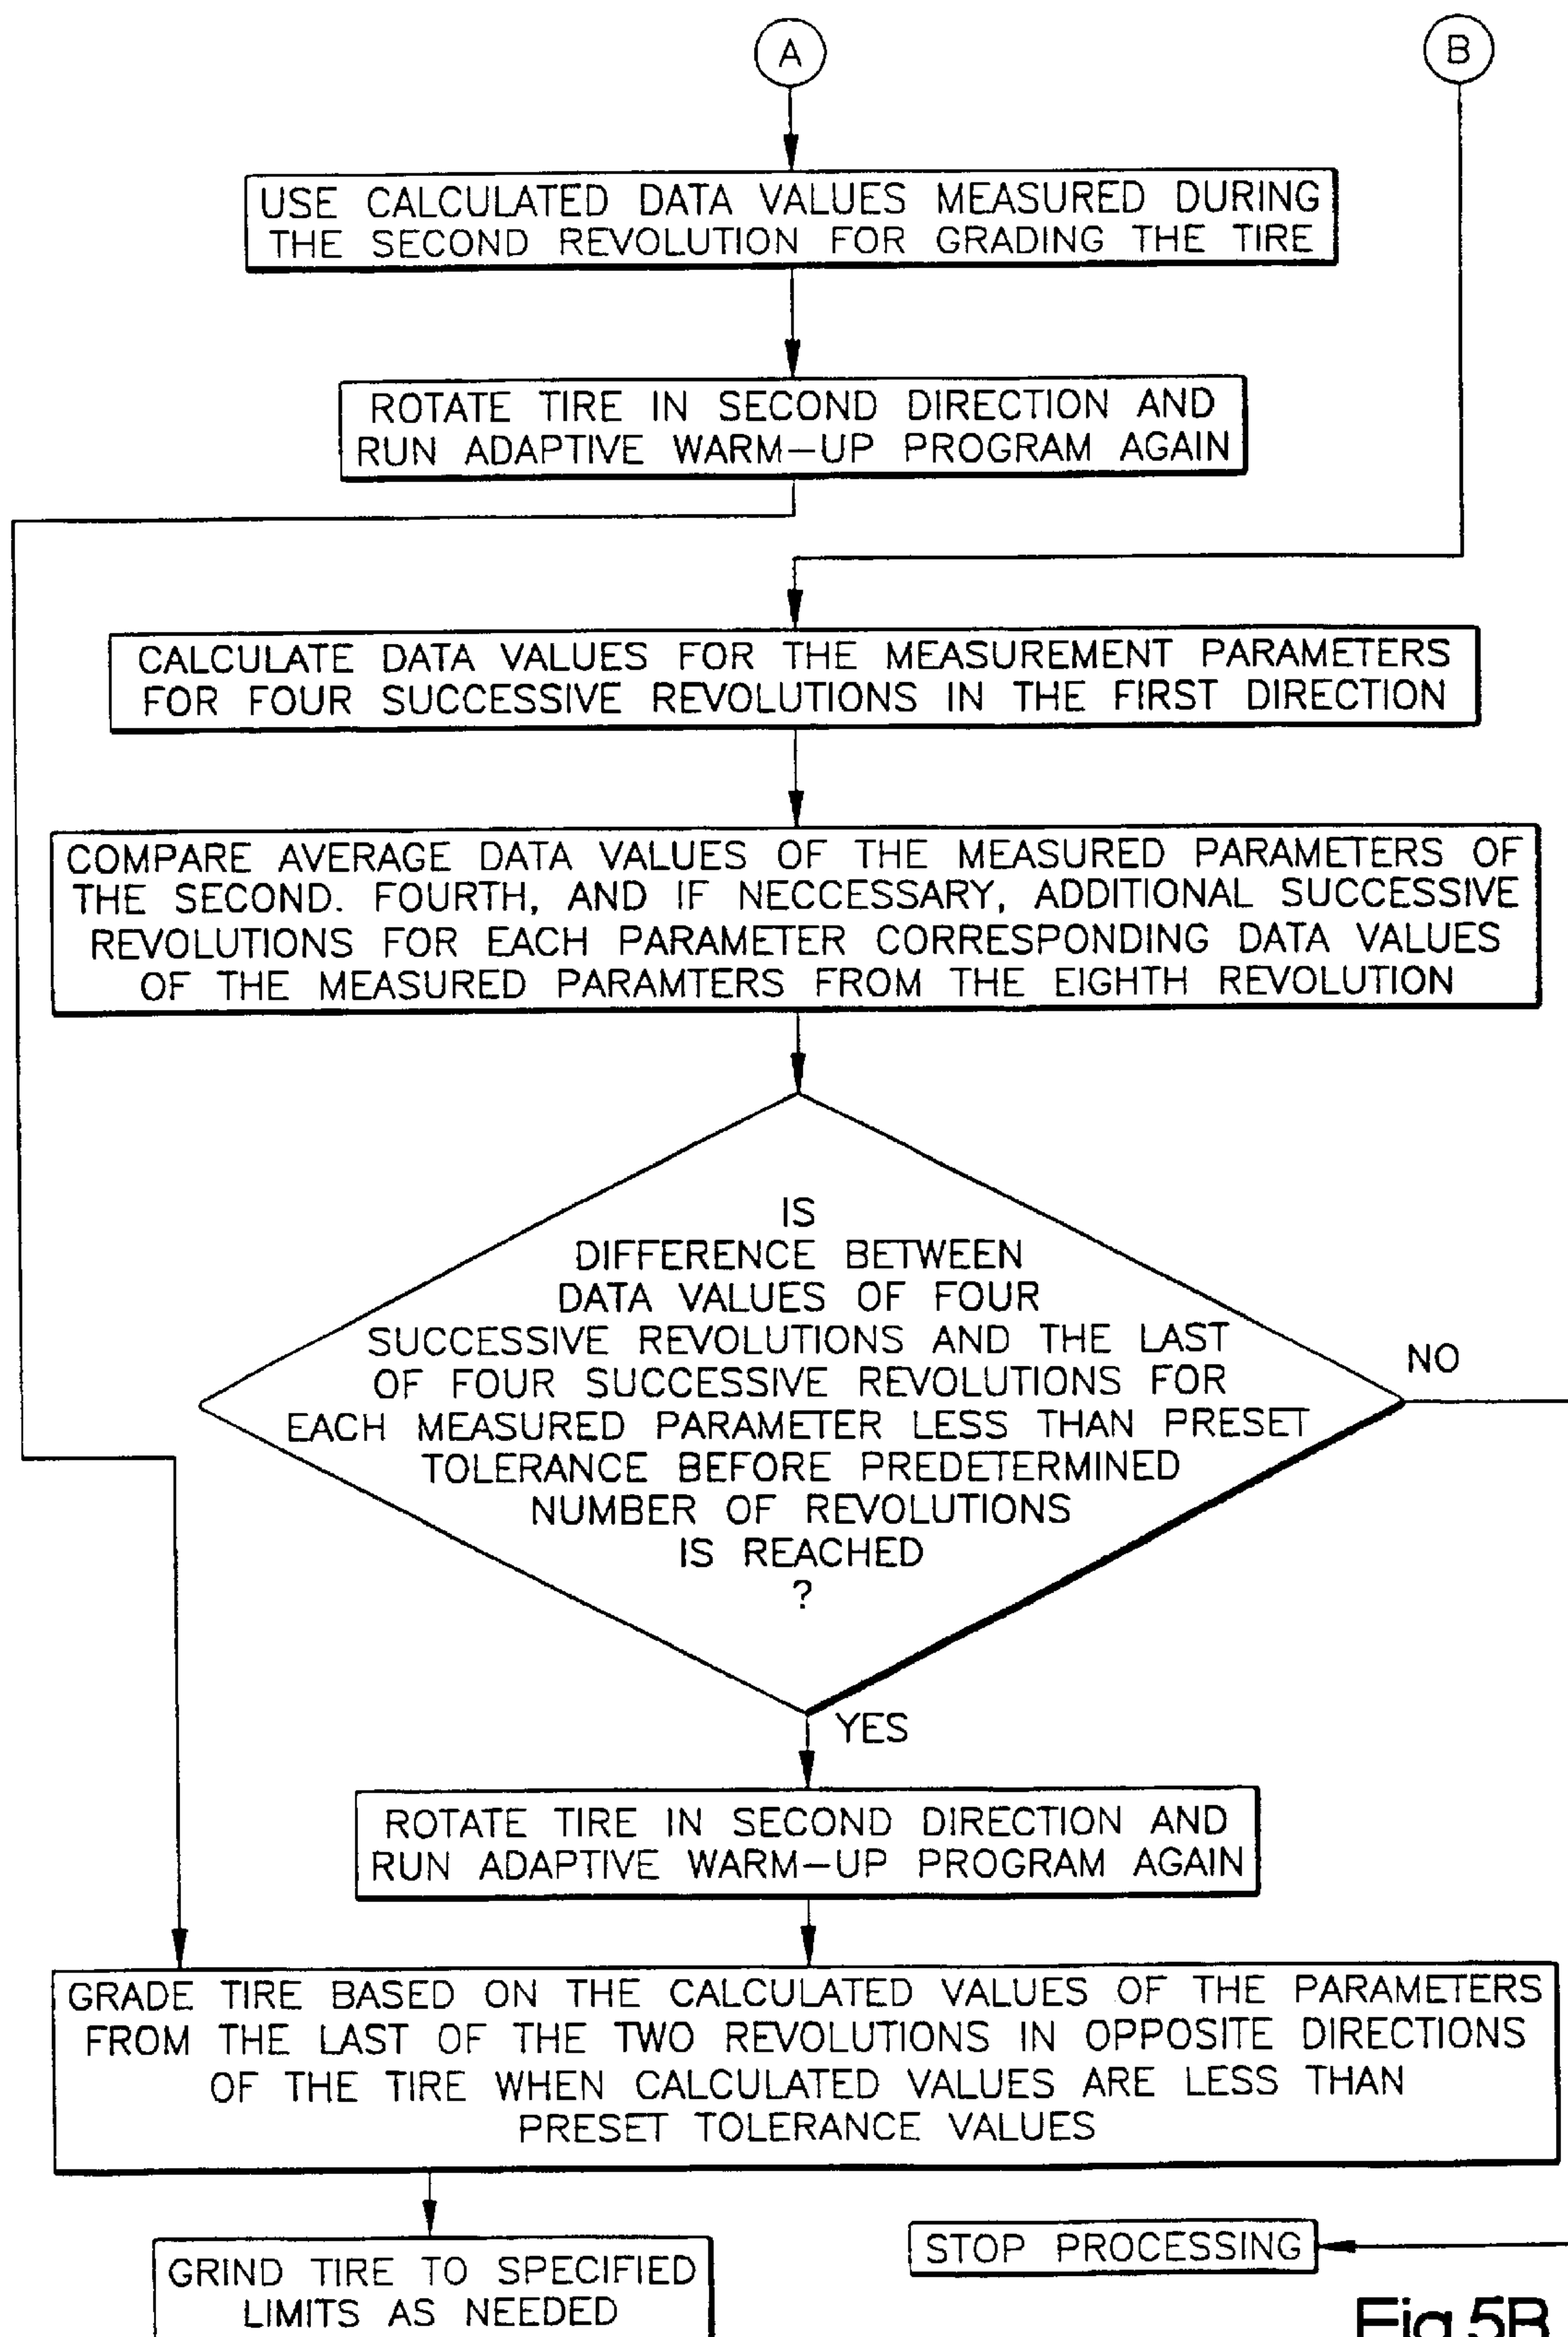 A
B
USE CALCULATED DATA VALUES MEASURED DURING
THE SECOND REVOLUTION FOR GRADING THE TIRE
ROTATE TIRE IN SECOND DIRECTION AND
RUN ADAPTIVE WARM-UP PROGRAM AGAIN
CALCULATE DATA VALUES FOR THE MEASUREMENT PARAMETERS
FOR FOUR SUCCESSIVE REVOLUTIONS IN THE FIRST DIRECTION
COMPARE AVERAGE DATA VALUES OF THE MEASURED PARAMETERS OF
THE SECOND. FOURTH, AND IF NECCESSARY, ADDITIONAL SUCCESSIVE
REVOLUTIONS FOR EACH PARAMETER CORRESPONDING DATA VALUES
OF THE MEASURED PARAMTERS FROM THE EIGHTH REVOLUTION
IS
DIFFERENCE BETWEEN
DATA VALUES OF FOUR
SUCCESSIVE REVOLUTIONS AND THE LAST
OF FOUR SUCCESSIVE REVOLUTIONS FOR
EACH MEASURED PARAMETER LESS THAN PRESET
TOLERANCE BEFORE PREDETERMINED
NUMBER OF REVOLUTIONS
IS REACHED
?
NO
YES
ROTATE TIRE IN SECOND DIRECTION AND
RUN ADAPTIVE WARM-UP PROGRAM AGAIN
GRADE TIRE BASED ON THE CALCULATED VALUES OF THE PARAMETERS
FROM THE LAST OF THE TWO REVOLUTIONS IN OPPOSITE DIRECTIONS
OF THE TIRE WHEN CALCULATED VALUES ARE LESS THAN
PRESET TOLERANCE VALUES
STOP PROCESSING
GRIND TIRE TO SPECIFIED
LIMITS AS NEEDED
Fig.5B